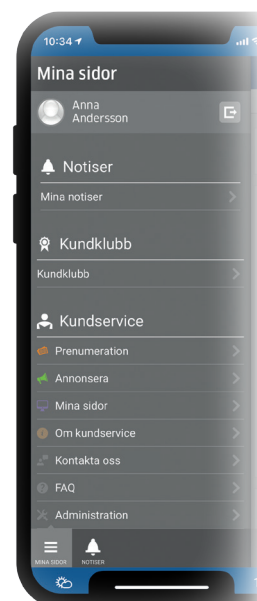 10:34
Mina sidor
Anna
Andersson
Notiser
Mina notiser
Kundklubb
Kundklubb
Kundservice
Prenumeration
Annonsera
Mina sidor
Om kundservice
Kontakta oss
FAQ
Administration
MINA SIDOR
NOTISER